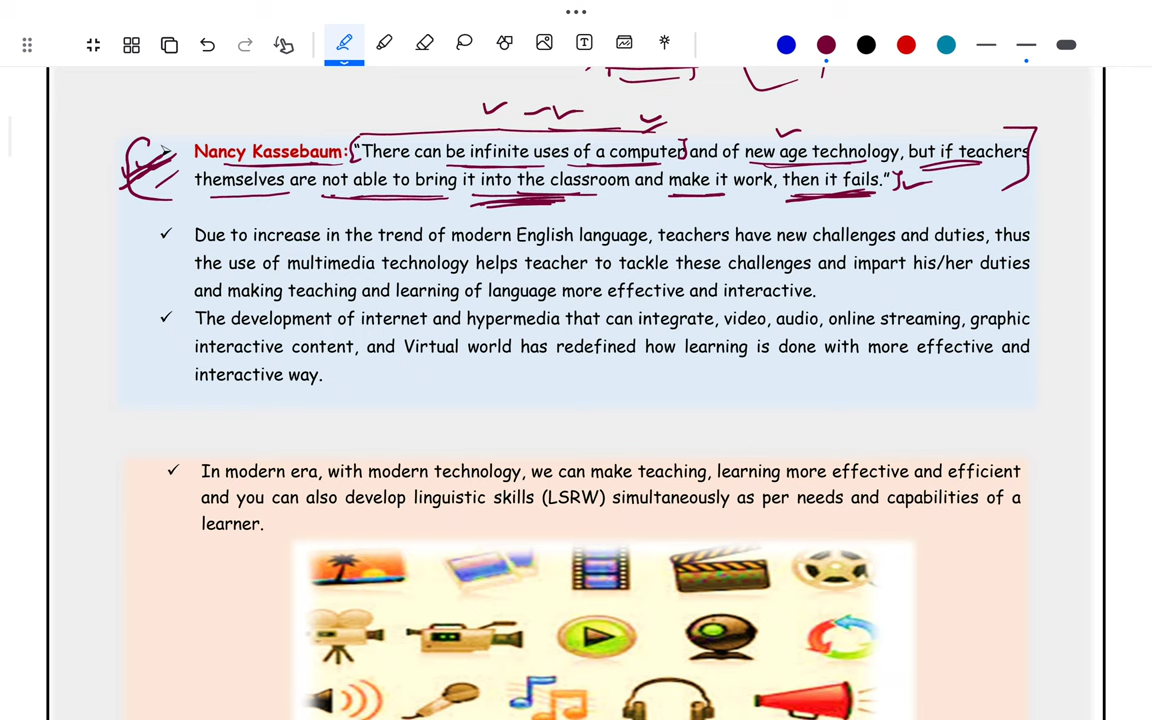 Nancy Kassebaum: “There can be infinite uses of a computer and of new age technology, but if teachers
themselves are not able to bring it into the classroom and make it work, then it fails.”
Due to increase in the trend of modern English language, teachers have new challenges and duties, thus
the use of multimedia technology helps teacher to tackle these challenges and impart his/her duties
and making teaching and learning of language more effective and interactive.
The development of internet and hypermedia that can integrate, video, audio, online streaming, graphic
interactive content, and Virtual world has redefined how learning is done with more effective and
interactive way.
In modern era, with modern technology, we can make teaching, learning more effective and efficient
and you can also develop linguistic skills (LSRW) simultaneously as per needs and capabilities of a
learner.